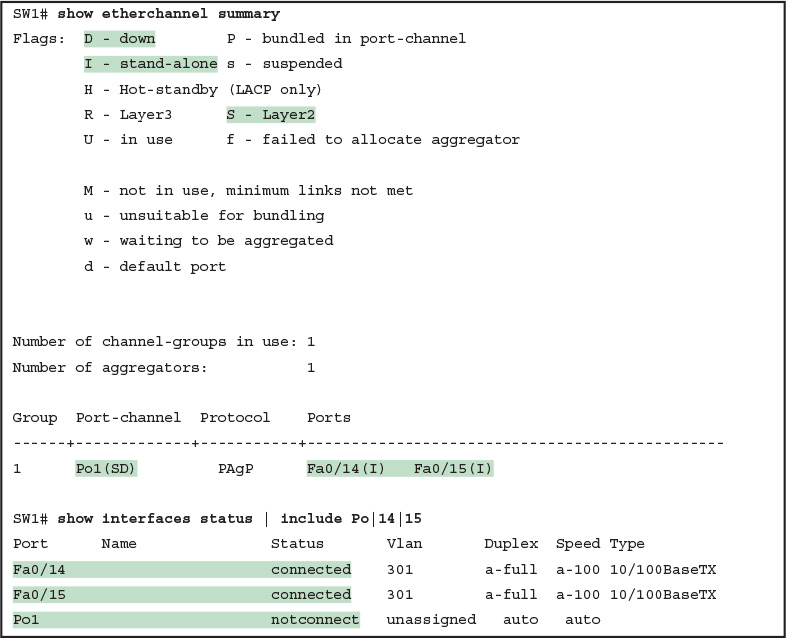 SW1# show etherchannel summary
Flags:  D - down        P - bundled in port-channel
        I - stand-alone s - suspended
        H - Hot-standby (LACP only)
        R - Layer3      S - Layer2
        U - in use      f - failed to allocate aggregator
        M - not in use, minimum links not met
        u - unsuitable for bundling
        w - waiting to be aggregated
        d - default port
Number of channel-groups in use: 1
Number of aggregators:           1
Group  Port-channel  Protocol    Ports
------+-------------+-----------+-----------------------------------------------
1      Po1(SD)         PAgP      Fa0/14(I)   Fa0/15(I)
SW1# show interfaces status | include Po|14|15
Port      Name               Status       Vlan       Duplex  Speed Type
Fa0/14                       connected    301        a-full  a-100 10/100BaseTX
Fa0/15                       connected    301        a-full  a-100 10/100BaseTX
Po1                          notconnect   unassigned   auto   auto